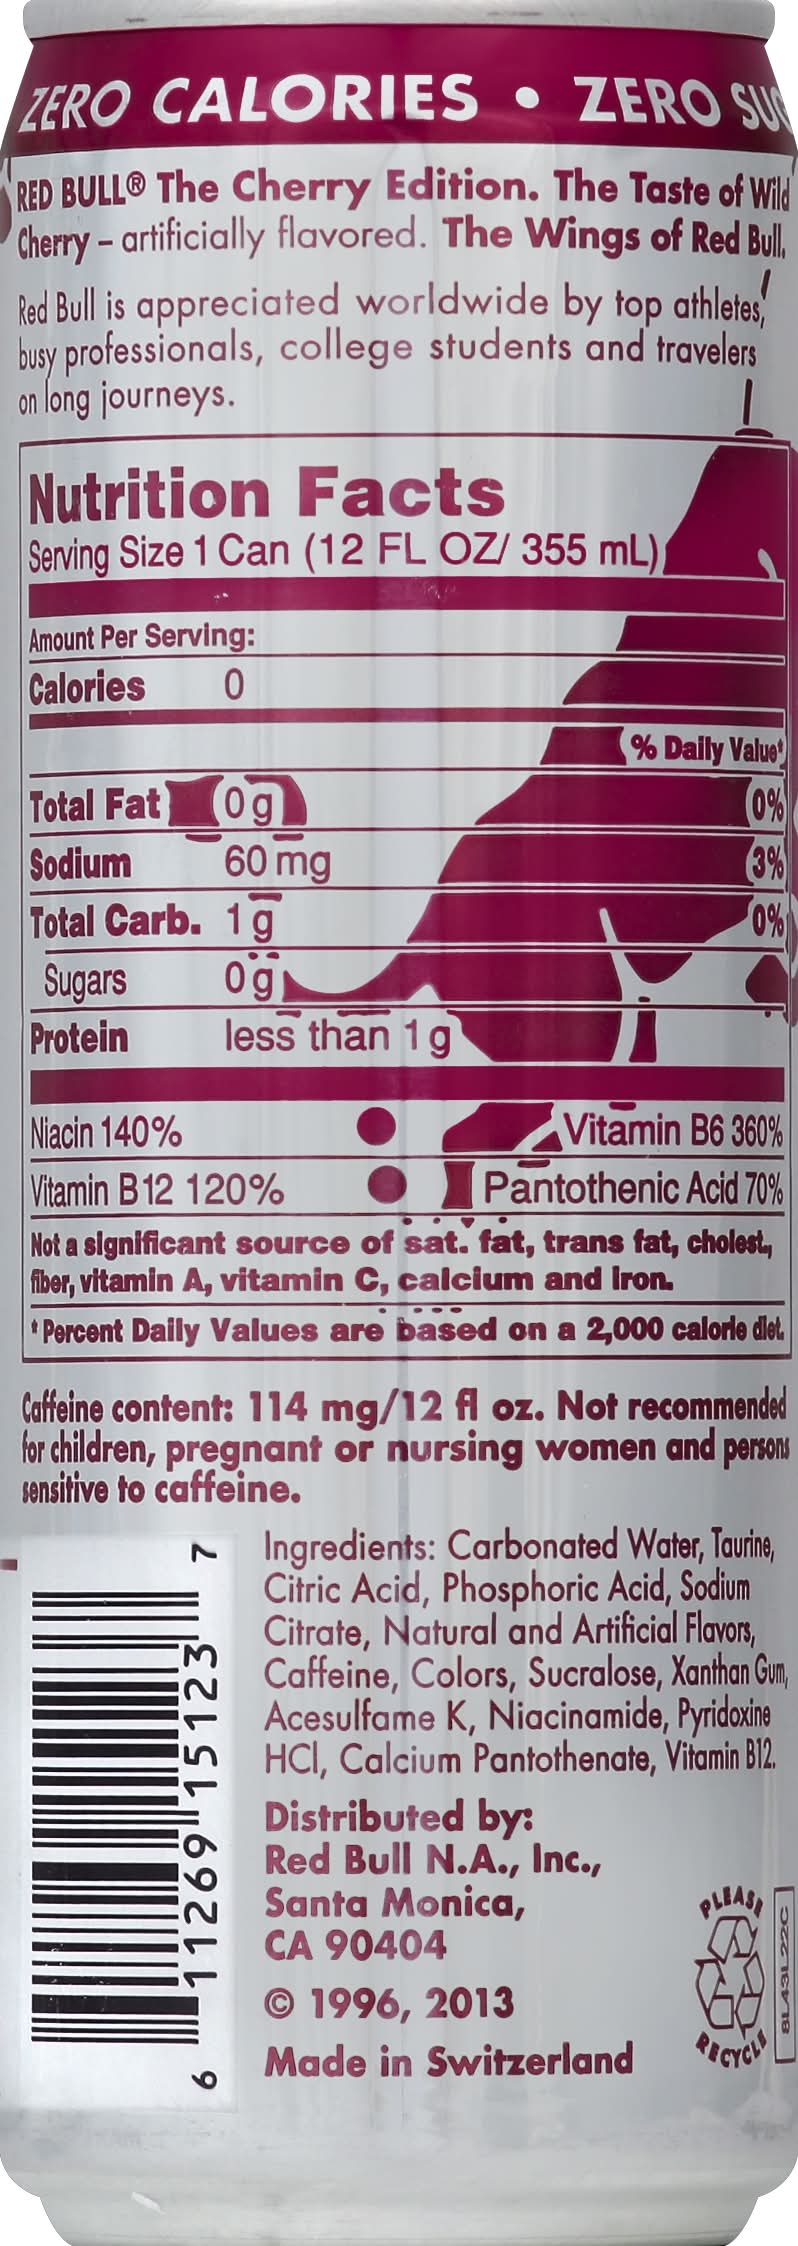 ZERO CALORIES • ZERO
RED BULL® The Cherry Edition. The Taste of Wild
Cherry – artificially flavored. The Wings of Red Bull.
Red Bull is appreciated worldwide by top athletes,
busy professionals, college students and travelers
on long journeys.
Nutrition Facts
Serving Size 1 Can (12 FL OZ/ 355 mL)
Amount Per Serving:
Calories 0
% Daily Value*
Total Fat 0 g 0%
Sodium 60 mg 3%
Total Carb. 1 g 0%
Sugars 0 g
Protein less than 1 g
Niacin 140% ● Vitamin B6 360%
Vitamin B12 120% ● Pantothenic Acid 70%
Not a significant source of sat. fat, trans fat, cholest.,
fiber, vitamin A, vitamin C, calcium and iron.
* Percent Daily Values are based on a 2,000 calorie diet.
Caffeine content: 114 mg/12 fl oz. Not recommended
for children, pregnant or nursing women and persons
sensitive to caffeine.
Ingredients: Carbonated Water, Taurine,
Citric Acid, Phosphoric Acid, Sodium
Citrate, Natural and Artificial Flavors,
Caffeine, Colors, Sucralose, Xanthan Gum,
Acesulfame K, Niacinamide, Pyridoxine
HCl, Calcium Pantothenate, Vitamin B12.
Distributed by:
Red Bull N.A., Inc.,
Santa Monica,
CA 90404
© 1996, 2013
Made in Switzerland
6 11269 15123 7
PLEASE
RECYCLE
8L43L22C